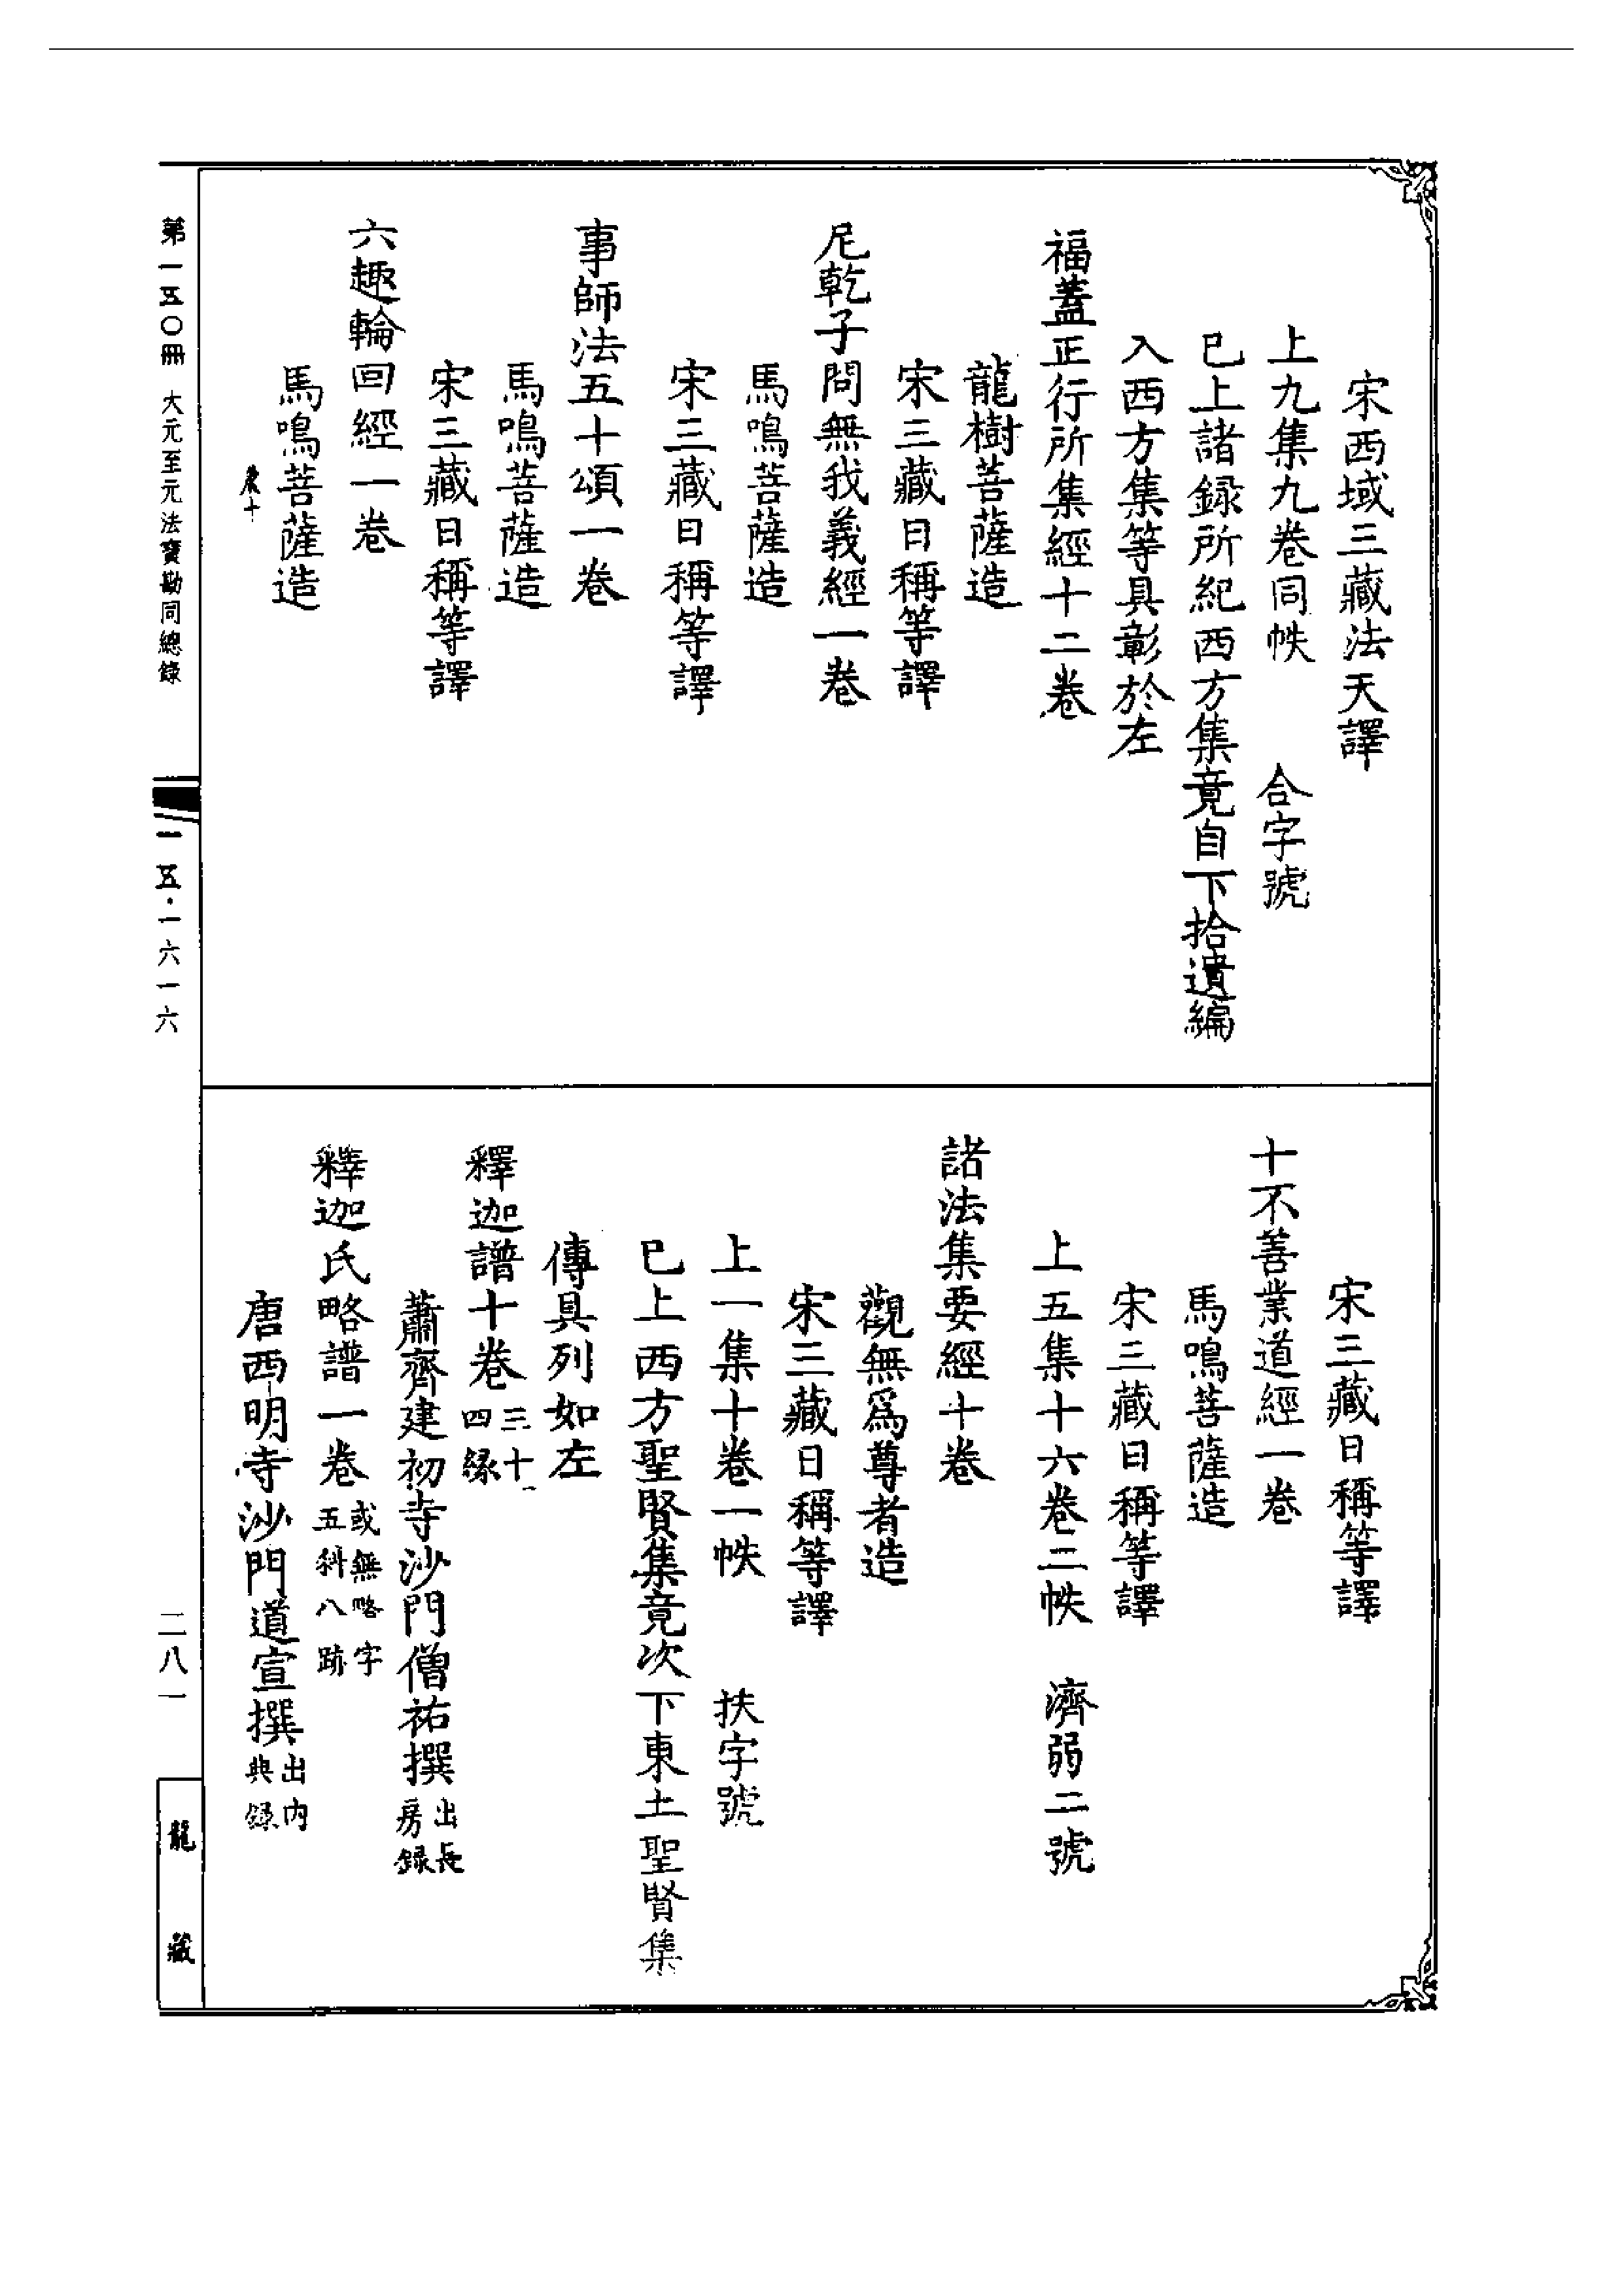 宋西域三藏法天譯
上九集九卷同帙　合字號
已上諸録所紀西方集竟自下拾遺編
入西方集等具彰於左
福蓋正行所集經十二卷
龍樹菩薩造
宋三藏日稱等譯
尼乾子問無我義經一卷
馬鳴菩薩造
宋三藏日稱等譯
事師法五十頌一卷
馬鳴菩薩造
宋三藏日稱等譯
六趣輪回經一卷
馬鳴菩薩造
宋三藏日稱等譯
十不善業道經一卷
馬鳴菩薩造
宋三藏日稱等譯
上五集十六卷二帙　濟弱二號
諸法集要經十卷
觀無爲尊者造
宋三藏日稱等譯
上一集十卷一帙　扶字號
已上西方聖賢集竟次下東土聖賢集
傳具列如左
釋迦譜十卷三十四緣
蕭齊建初寺沙門僧祐撰出長房録
釋迦氏略譜一卷或無略字五科八跡
唐西明寺沙門道宣撰出内典録
第一五〇冊　大元至元法寶勘同總錄
一五·一六一六
二八一
龍藏